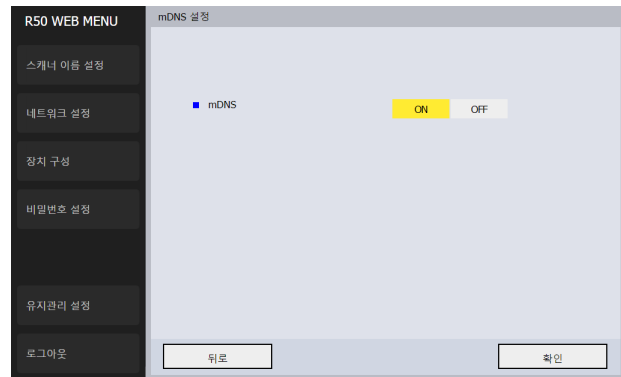 R50 WEB MENU
스캐너 이름 설정
네트워크 설정
장치 구성
비밀번호 설정
유지관리 설정
로그아웃
mDNS 설정
mDNS
ON OFF
뒤로
확인